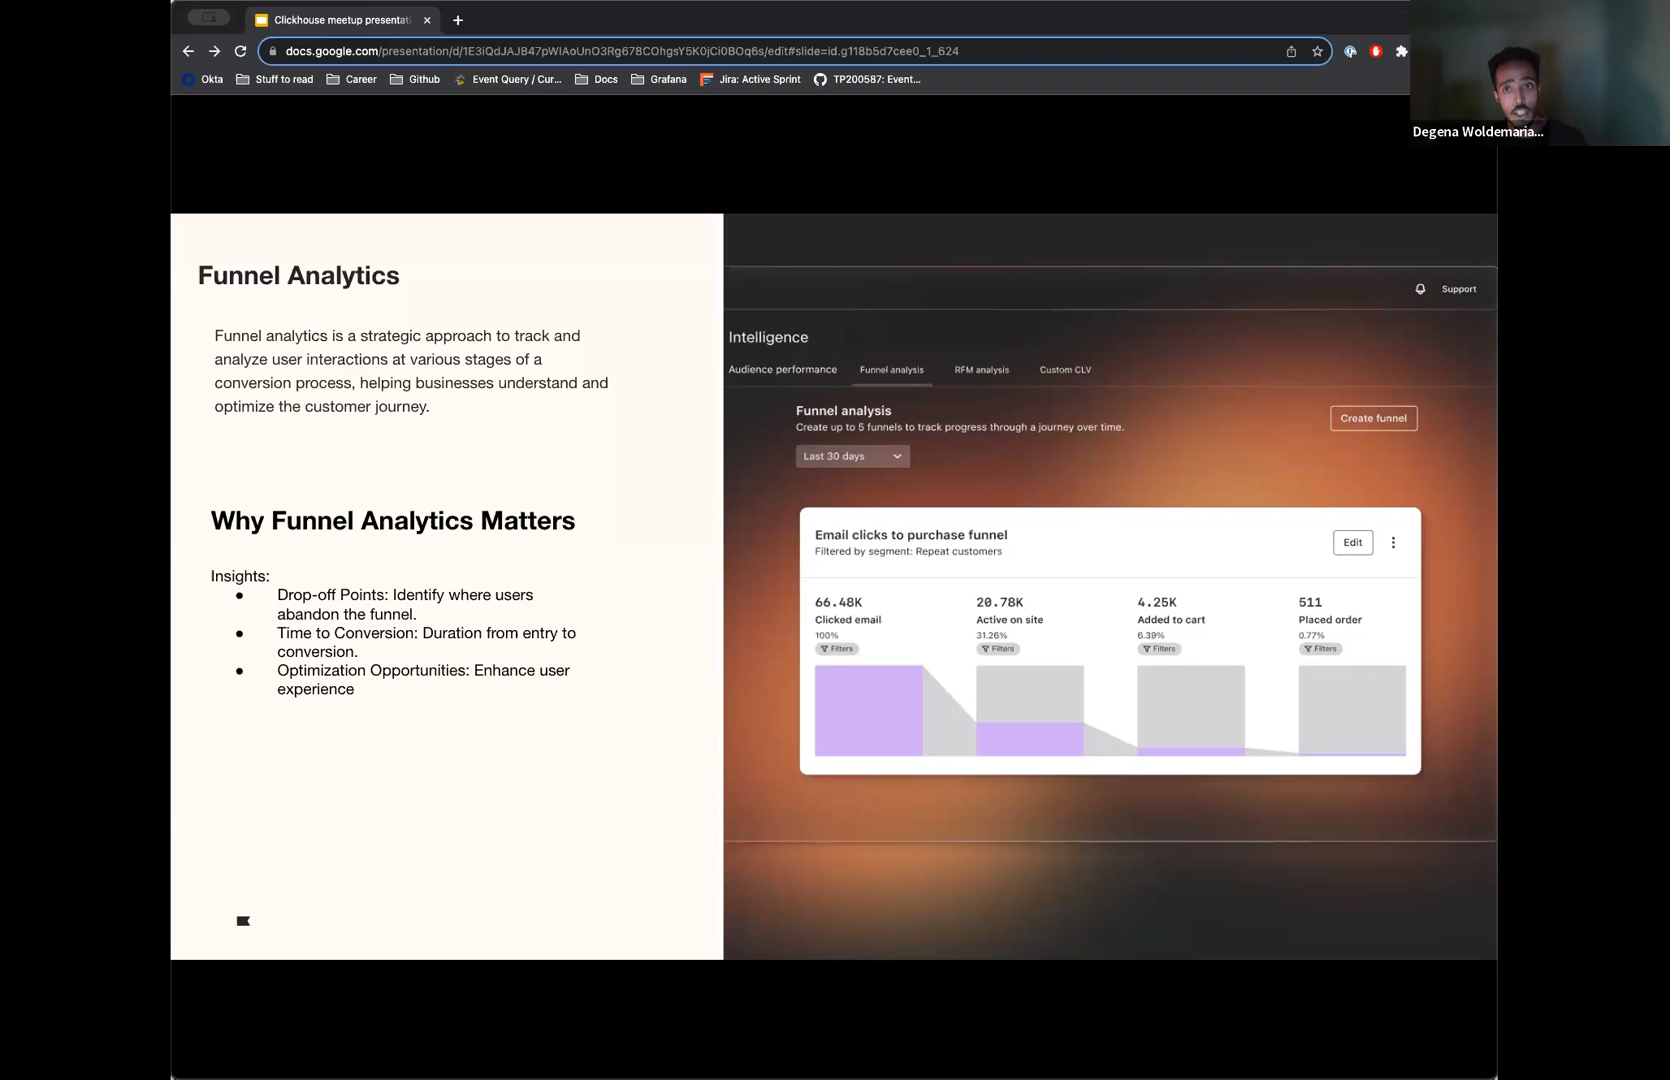 Clickhouse meetup presentati
docs.google.com/presentation/d/1E3iQdJAJB47pWIAoUnO3Rg678COhgsY5K0jCi0BOq6s/edit#slide=id.g118b5d7cee0_1_624
Okta
Stuff to read
Career
Github
Event Query / Cur...
Docs
Grafana
Jira: Active Sprint
TP200587: Event...
Degena Woldemaria...
Funnel Analytics
Funnel analytics is a strategic approach to track and
analyze user interactions at various stages of a
conversion process, helping businesses understand and
optimize the customer journey.
Why Funnel Analytics Matters
Insights:
● Drop-off Points: Identify where users
abandon the funnel.
● Time to Conversion: Duration from entry to
conversion.
● Optimization Opportunities: Enhance user
experience
Support
Intelligence
Audience performance
Funnel analysis
RFM analysis
Custom CLV
Funnel analysis
Create up to 5 funnels to track progress through a journey over time.
Create funnel
Last 30 days
Email clicks to purchase funnel
Filtered by segment: Repeat customers
Edit
66.48K
Clicked email
100%
Filters
20.78K
Active on site
31.26%
Filters
4.25K
Added to cart
6.39%
Filters
511
Placed order
0.77%
Filters